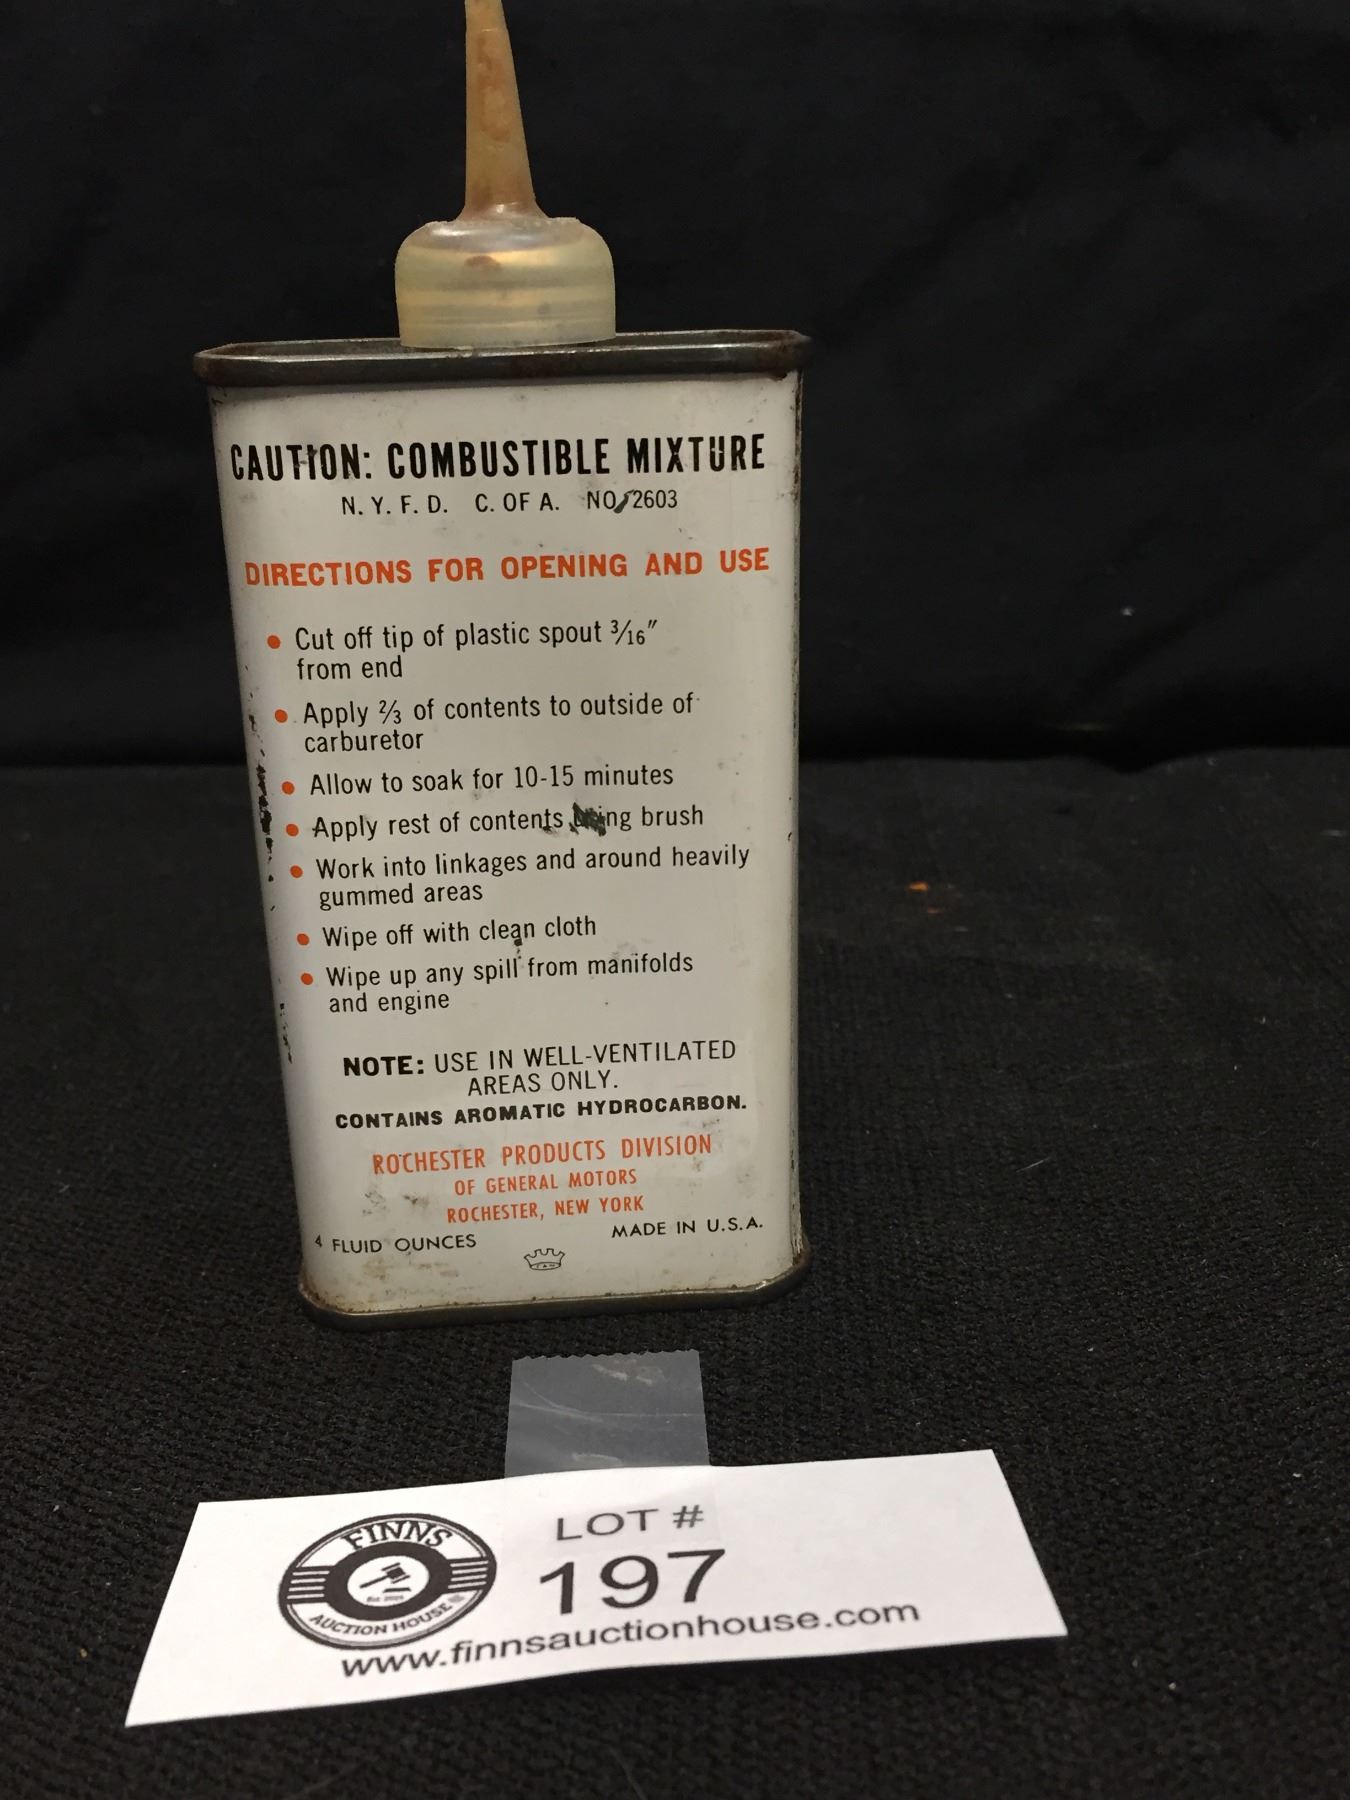 CAUTION: COMBUSTIBLE MIXTURE
N. Y. F. D. C. OF A. NO. 2603
DIRECTIONS FOR OPENING AND USE
• Cut off tip of plastic spout 3/16"
from end
• Apply 2/3 of contents to outside of
carburetor
• Allow to soak for 10-15 minutes
• Apply rest of contents using brush
• Work into linkages and around heavily
gummed areas
• Wipe off with clean cloth
• Wipe up any spill from manifolds
and engine
NOTE: USE IN WELL-VENTILATED
AREAS ONLY.
CONTAINS AROMATIC HYDROCARBON.
ROCHESTER PRODUCTS DIVISION
OF GENERAL MOTORS
ROCHESTER, NEW YORK
4 FLUID OUNCES
MADE IN U.S.A.
FINNS
AUCTION HOUSE
LOT #
197
www.finnsauctionhouse.com